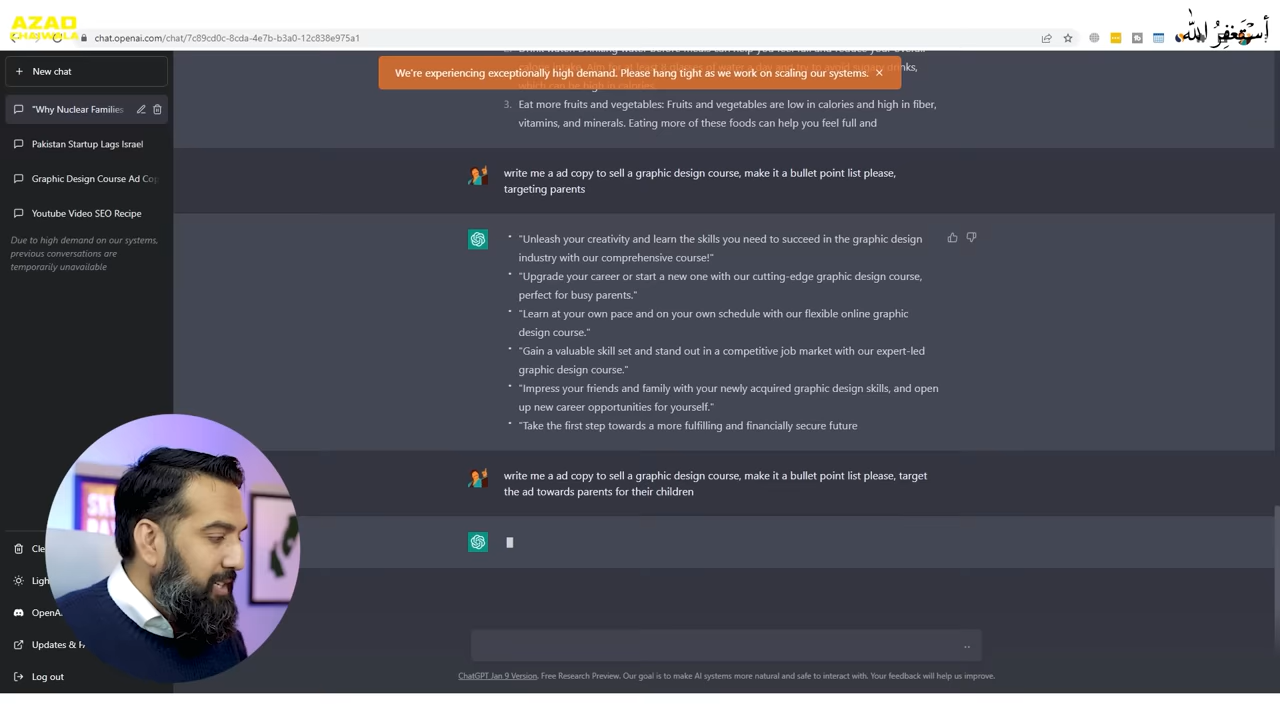 AZAD
CHAIWALA
chat.openai.com/chat/7c89cd0c-8cda-4e7b-b3a0-12c838e975a1
أستغفر الله
New chat
"Why Nuclear Families
Pakistan Startup Lags Israel
Graphic Design Course Ad Cop
Youtube Video SEO Recipe
Due to high demand on our systems,
previous conversations are
temporarily unavailable
Cle
Ligh
OpenA
Updates & F
Log out
We're experiencing exceptionally high demand. Please hang tight as we work on scaling our systems.
3. Eat more fruits and vegetables: Fruits and vegetables are low in calories and high in fiber,
vitamins, and minerals. Eating more of these foods can help you feel full and
write me a ad copy to sell a graphic design course, make it a bullet point list please,
targeting parents
• "Unleash your creativity and learn the skills you need to succeed in the graphic design
industry with our comprehensive course!"
• "Upgrade your career or start a new one with our cutting-edge graphic design course,
perfect for busy parents."
• "Learn at your own pace and on your own schedule with our flexible online graphic
design course."
• "Gain a valuable skill set and stand out in a competitive job market with our expert-led
graphic design course."
• "Impress your friends and family with your newly acquired graphic design skills, and open
up new career opportunities for yourself."
• "Take the first step towards a more fulfilling and financially secure future
write me a ad copy to sell a graphic design course, make it a bullet point list please, target
the ad towards parents for their children
ChatGPT Jan 9 Version. Free Research Preview. Our goal is to make AI systems more natural and safe to interact with. Your feedback will help us improve.